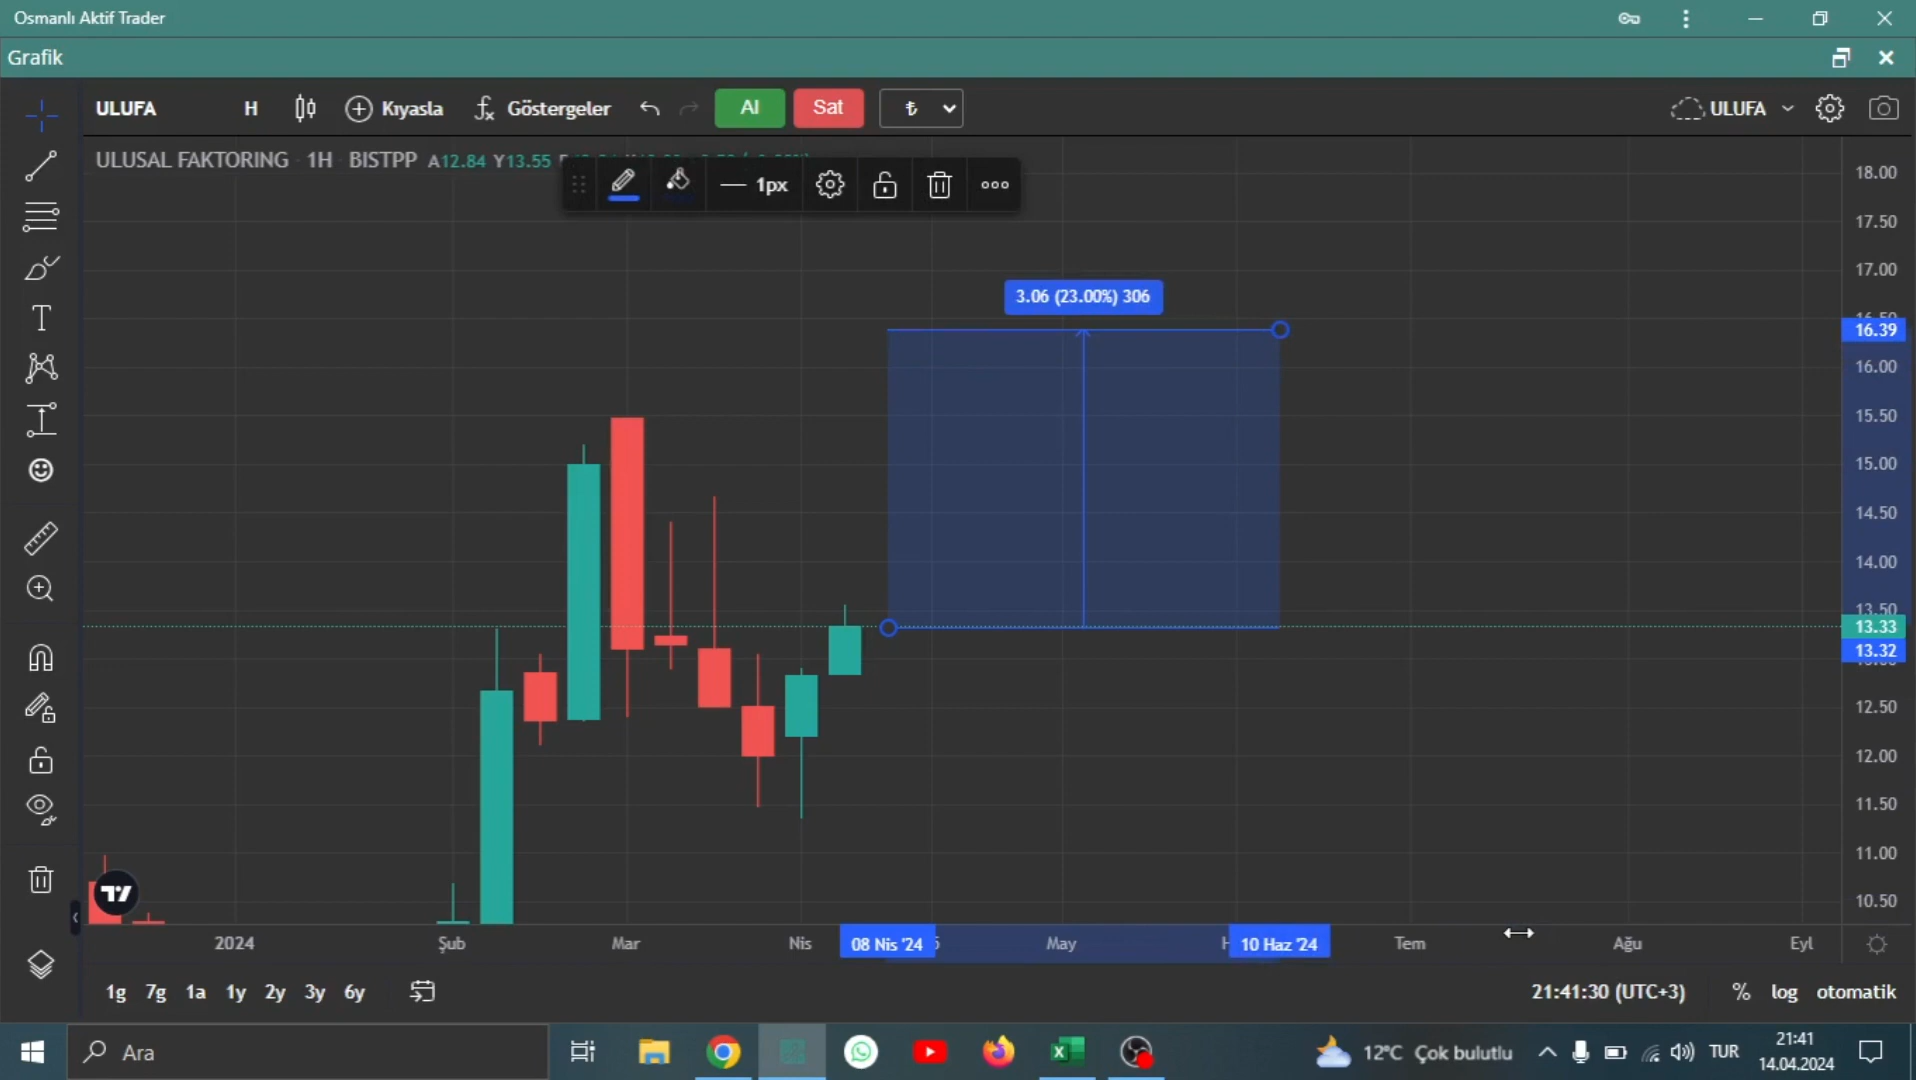 Osmanlı Aktif Trader
Grafik
ULUFA H Kıyasla Göstergeler Al Sat ₺ ULUFA
ULUSAL FAKTORING 1H BISTPP A12.84 Y13.55
1px
3.06 (23.00%) 306
18.00
17.50
17.00
16.50
16.39
16.00
15.50
15.00
14.50
14.00
13.50
13.33
13.32
12.50
12.00
11.50
11.00
10.50
2024 Şub Mar Nis 08 Nis '24 May 10 Haz '24 Tem Ağu Eyl
1g 7g 1a 1y 2y 3y 6y 21:41:30 (UTC+3) % log otomatik
Ara 12°C Çok bulutlu TUR 21:41
14.04.2024